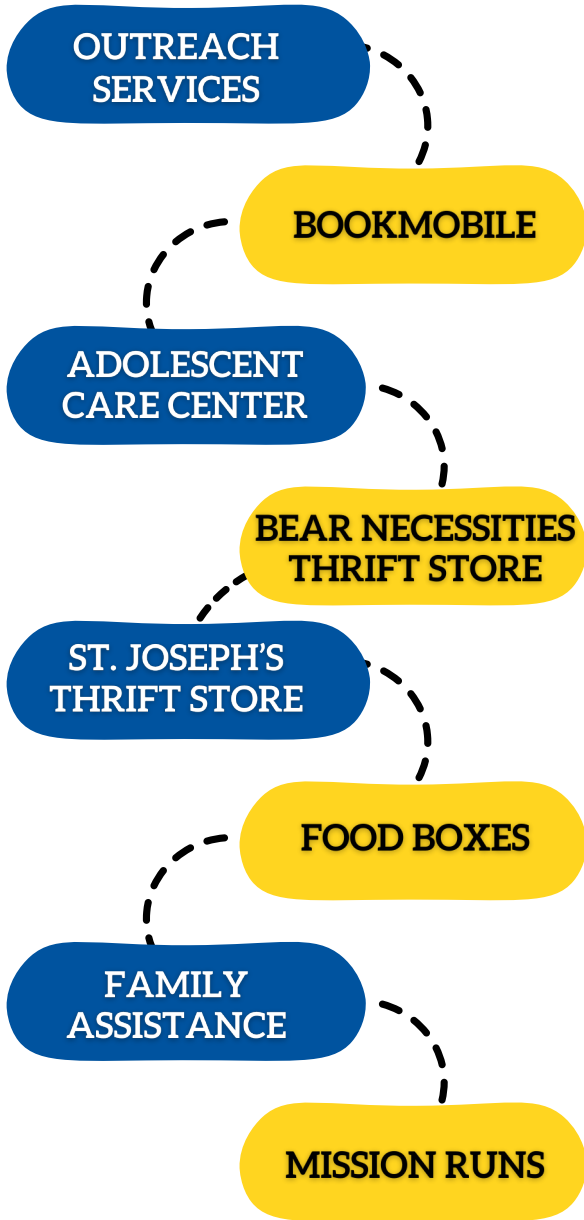 OUTREACH
SERVICES
BOOKMOBILE
ADOLESCENT
CARE CENTER
BEAR NECESSITIES
THRIFT STORE
ST. JOSEPH’S
THRIFT STORE
FOOD BOXES
FAMILY
ASSISTANCE
MISSION RUNS